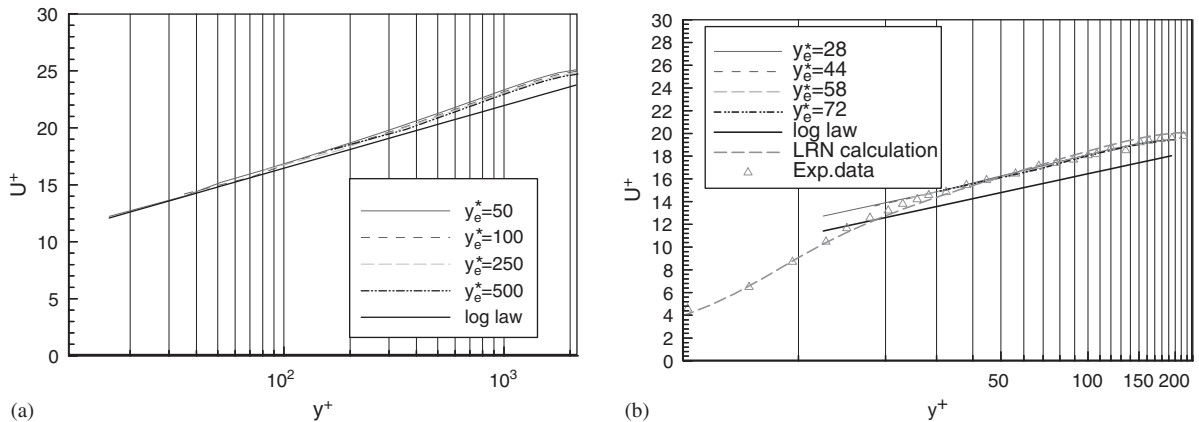 30
25
20
15
10
5
0
U+
10²
10³
y+
y*e=50
y*e=100
y*e=250
y*e=500
log law
(a)
30
28
26
24
22
20
18
16
14
12
10
8
6
4
2
0
U+
y*e=28
y*e=44
y*e=58
y*e=72
log law
LRN calculation
Exp.data
50
100
150
200
y+
(b)